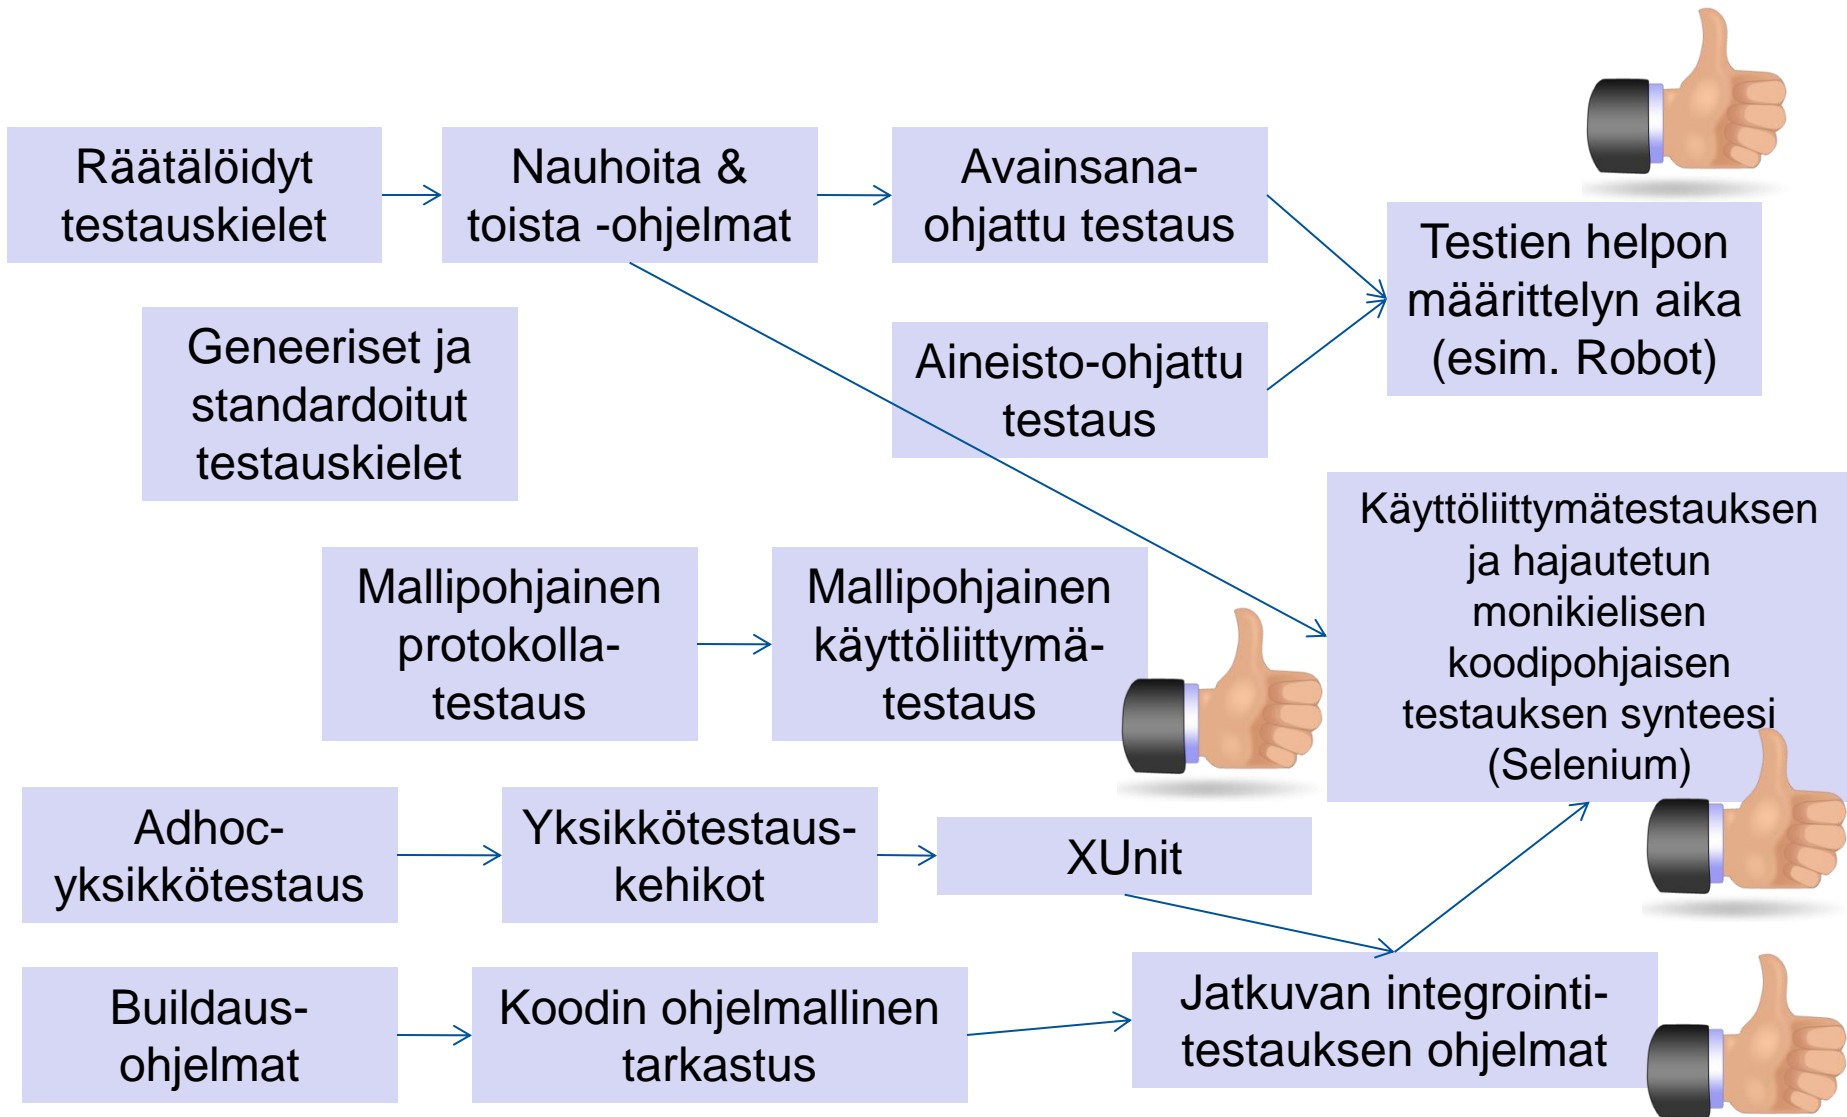 Räätälöidyt
testauskielet
Nauhoita &
toista -ohjelmat
Avainsana-
ohjattu testaus
Testien helpon
määrittelyn aika
(esim. Robot)
Geneeriset ja
standardoitut
testauskielet
Aineisto-ohjattu
testaus
Käyttöliittymätestauksen
ja hajautetun
monikielisen
koodipohjaisen
testauksen synteesi
(Selenium)
Mallipohjainen
protokolla-
testaus
Mallipohjainen
käyttöliittymä-
testaus
Adhoc-
yksikkötestaus
Yksikkötestaus-
kehikot
XUnit
Buildaus-
ohjelmat
Koodin ohjelmallinen
tarkastus
Jatkuvan integrointi-
testauksen ohjelmat